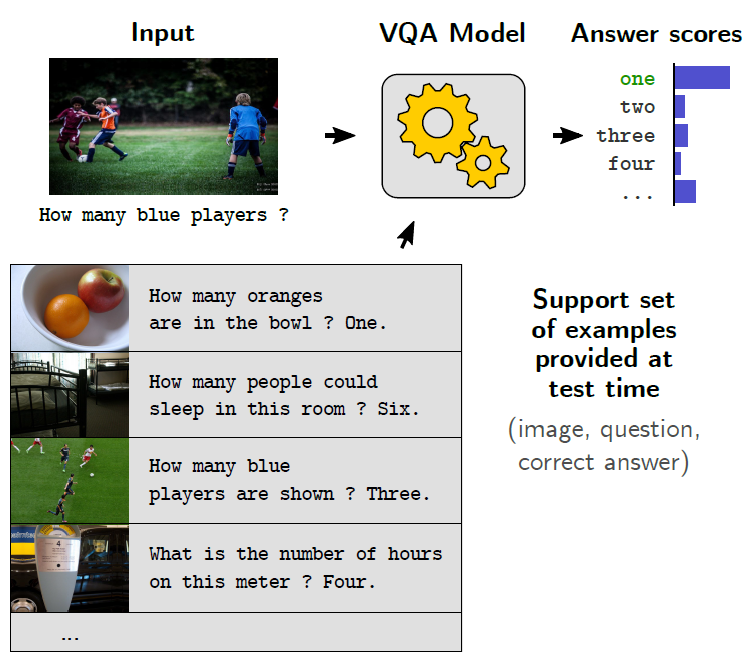 Input
VQA Model
Answer scores
one
two
three
four
...
How many blue players ?
How many oranges
are in the bowl ? One.
How many people could
sleep in this room ? Six.
How many blue
players are shown ? Three.
4
What is the number of hours
on this meter ? Four.
...
Support set
of examples
provided at
test time
(image, question,
correct answer)